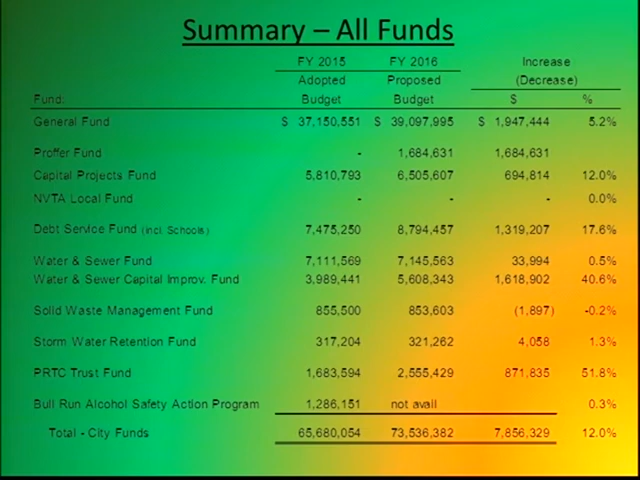 Summary – All Funds
FY 2015 FY 2016 Increase
Adopted Proposed (Decrease)
Fund: Budget Budget $ %
General Fund $ 37,150,551 $ 39,097,995 $ 1,947,444 5.2%
Proffer Fund - 1,684,631 1,684,631
Capital Projects Fund 5,810,793 6,505,607 694,814 12.0%
NVTA Local Fund - - - 0.0%
Debt Service Fund (incl. Schools) 7,475,250 8,794,457 1,319,207 17.6%
Water & Sewer Fund 7,111,569 7,145,563 33,994 0.5%
Water & Sewer Capital Improv. Fund 3,989,441 5,608,343 1,618,902 40.6%
Solid Waste Management Fund 855,500 853,603 (1,897) -0.2%
Storm Water Retention Fund 317,204 321,262 4,058 1.3%
PRTC Trust Fund 1,683,594 2,555,429 871,835 51.8%
Bull Run Alcohol Safety Action Program 1,286,151 not avail 0.3%
Total - City Funds 65,680,054 73,536,382 7,856,329 12.0%